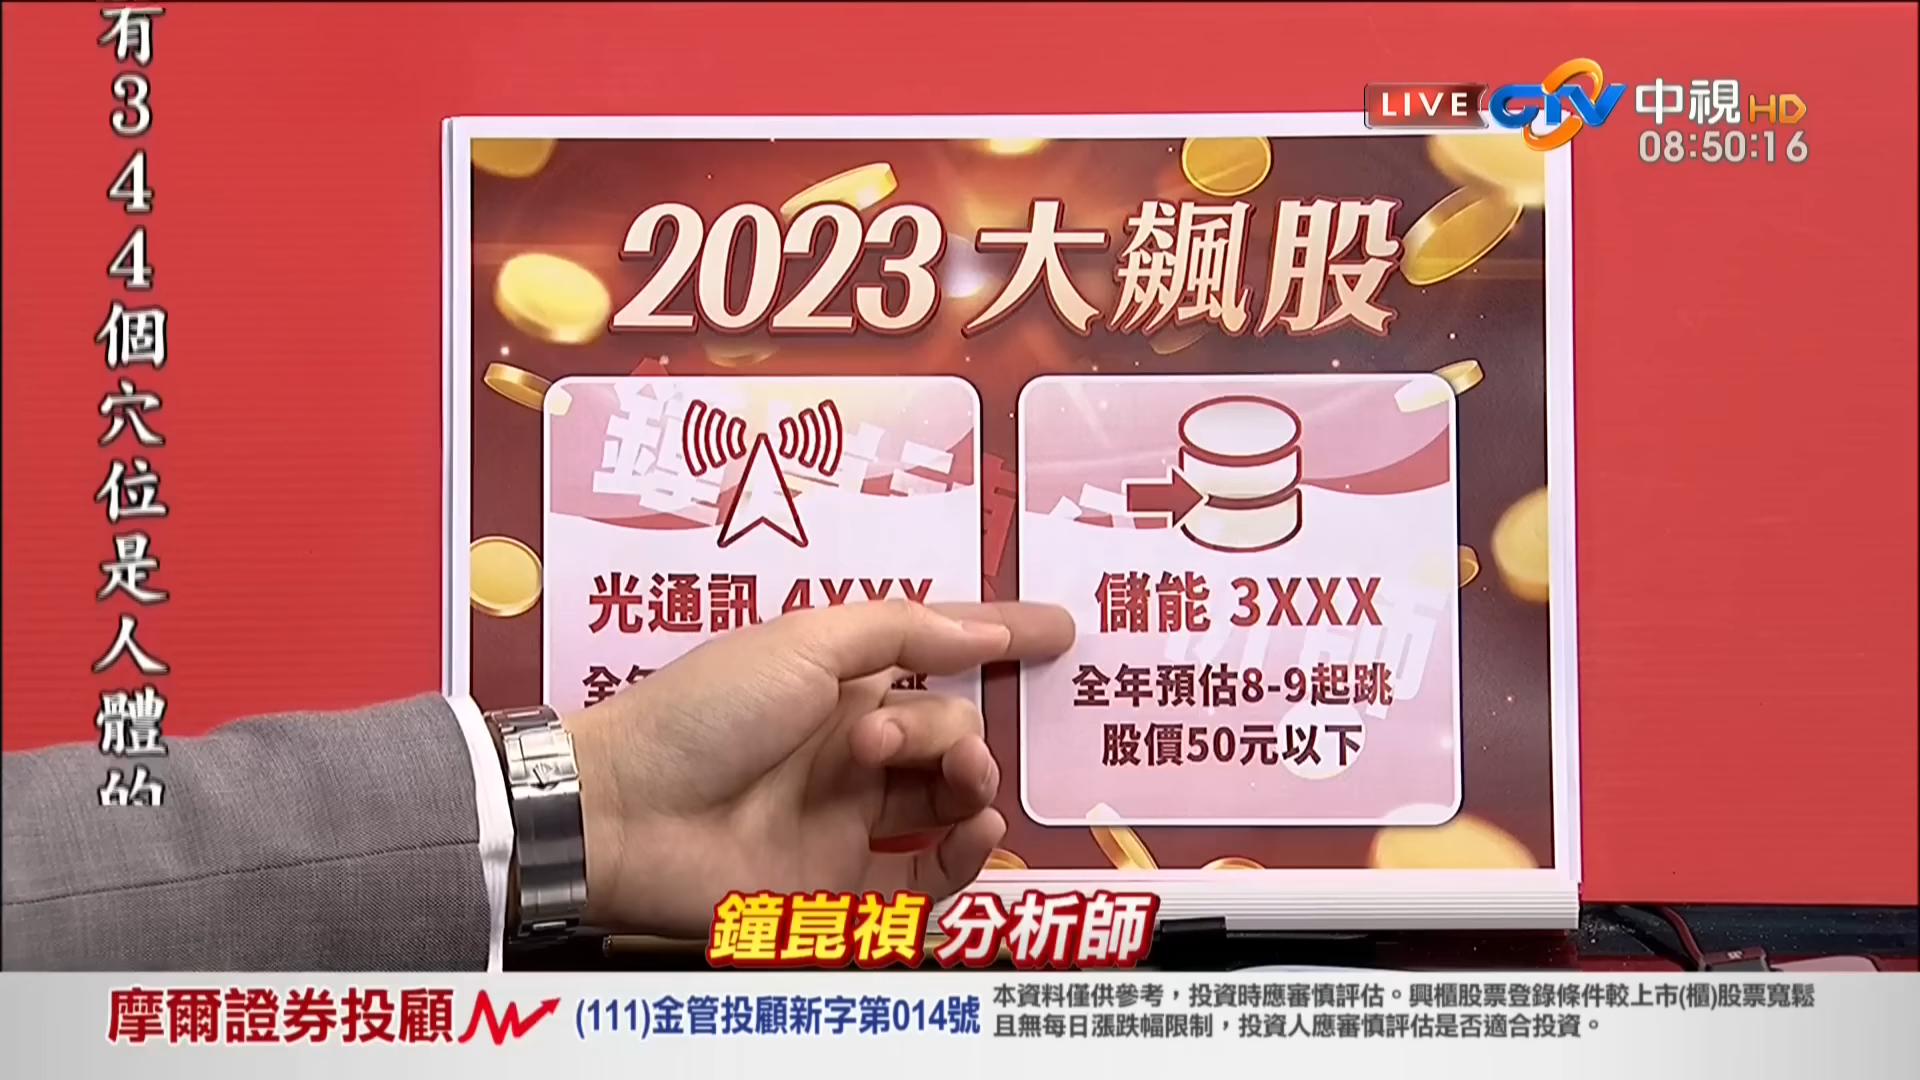 有344個穴位是人體的
LIVE CTV 中視 HD
08:50:16
2023大飆股
光通訊 4XXX
儲能 3XXX
全年預估8-9起跳
股價50元以下
鐘崑禎 分析師
摩爾證券投顧
(111)金管投顧新字第014號
本資料僅供參考，投資時應審慎評估。興櫃股票登錄條件較上市(櫃)股票寬鬆
且無每日漲跌幅限制，投資人應審慎評估是否適合投資。